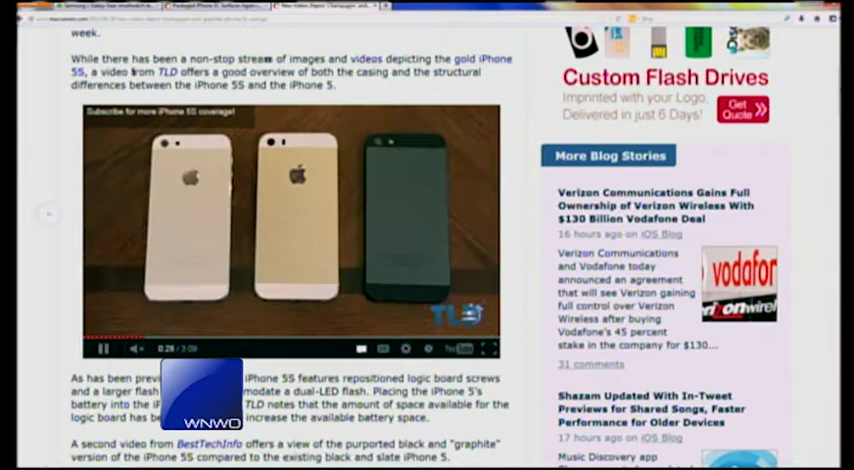 week.
While there has been a non-stop stream of images and videos depicting the gold iPhone
5S, a video from TLD offers a good overview of both the casing and the structural
differences between the iPhone 5S and the iPhone 5.
Subscribe for more iPhone 5S coverage!
TLD
0:28 / 3:09
YouTube
As has been iPhone 5S features repositioned logic board screws
and a larger flash dual-LED flash. Placing the iPhone 5's
battery into the TLD notes that the amount of space available for the
logic board has increase the available battery space.
WNWO
A second video from BestTechInfo offers a view of the purported black and "graphite"
version of the iPhone 5S compared to the existing black and slate iPhone 5.
Custom Flash Drives
Imprinted with your Logo,
Delivered in just 6 Days!
Get
Quote
More Blog Stories
Verizon Communications Gains Full
Ownership of Verizon Wireless With
$130 Billion Vodafone Deal
16 hours ago on iOS Blog
Verizon Communications
and Vodafone today
announced an agreement
that will see Verizon gaining
full control over Verizon
Wireless after buying
Vodafone's 45 percent
stake in the company for $130...
vodafon
rizonwirel
31 comments
Shazam Updated With In-Tweet
Previews for Shared Songs, Faster
Performance for Older Devices
17 hours ago on iOS Blog
Music Discovery app